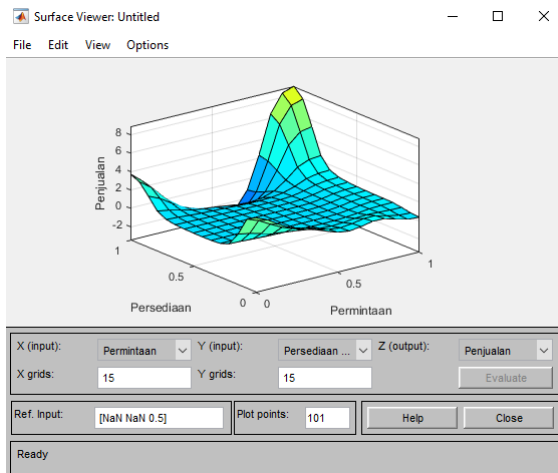 Surface Viewer: Untitled
File Edit View Options
8
6
4
2
0
-2
Penjualan
1
0.5
0
Persediaan
0
0.5
1
Permintaan
X (input): Permintaan Y (input): Persediaan ... Z (output): Penjualan
X grids: 15 Y grids: 15 Evaluate
Ref. Input: [NaN NaN 0.5] Plot points: 101 Help Close
Ready